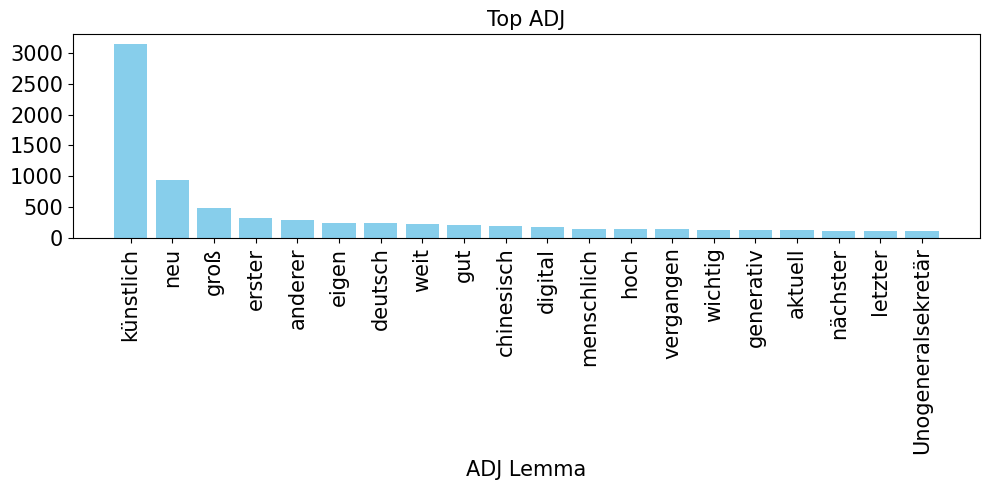 Top ADJ
3000
2500
2000
1500
1000
500
0
künstlich
neu
groß
erster
anderer
eigen
deutsch
weit
gut
chinesisch
digital
menschlich
hoch
vergangen
wichtig
generativ
aktuell
nächster
letzter
Unogeneralsekretär
ADJ Lemma